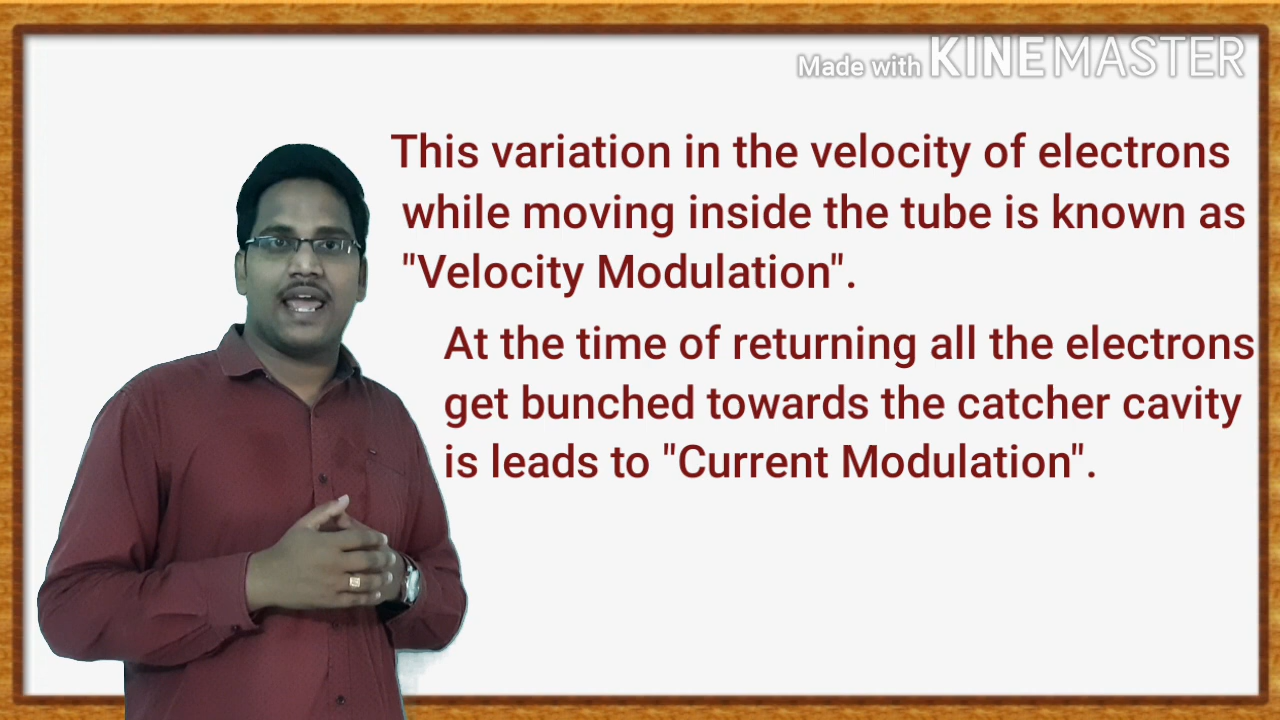 Made with KINEMASTER
This variation in the velocity of electrons
while moving inside the tube is known as
"Velocity Modulation".
At the time of returning all the electrons
get bunched towards the catcher cavity
is leads to "Current Modulation".